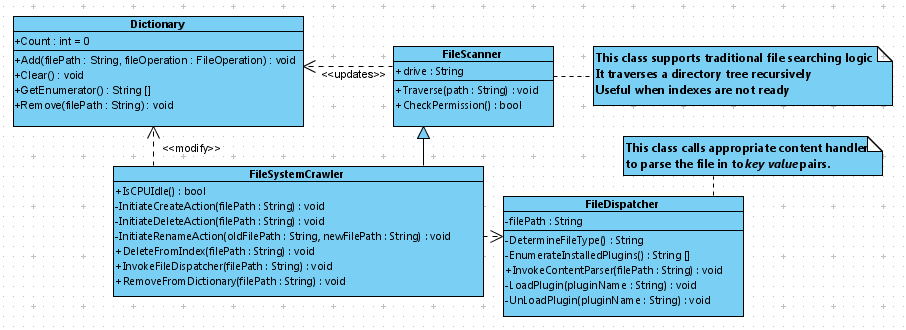 Dictionary
+Count : int = 0
+Add(filePath : String, fileOperation : FileOperation) : void
+Clear() : void
+GetEnumerator() : String []
+Remove(filePath : String) : void
<<updates>>
FileScanner
+ drive : String
+Traverse(path : String) : void
+ CheckPermission() : bool
This class supports traditional file searching logic
It traverses a directory tree recursively
Useful when indexes are not ready
<<modify>>
This class calls appropriate content handler
to parse the file in to key value pairs.
FileSystemCrawler
+IsCPUIdle() : bool
-InitiateCreateAction(filePath : String) : void
-InitiateDeleteAction(filePath : String) : void
-InitiateRenameAction(oldFilePath : String, newFilePath : String) : void
+DeleteFromIndex(filePath : String) : void
+InvokeFileDispatcher(filePath : String) : void
+RemoveFromDictionary(filePath : String) : void
FileDispatcher
-filePath : String
-DetermineFileType() : String
-EnumerateInstalledPlugins() : String []
+InvokeContentParser(filePath : String) : void
-LoadPlugin(pluginName : String) : void
-UnLoadPlugin(pluginName : String) : void